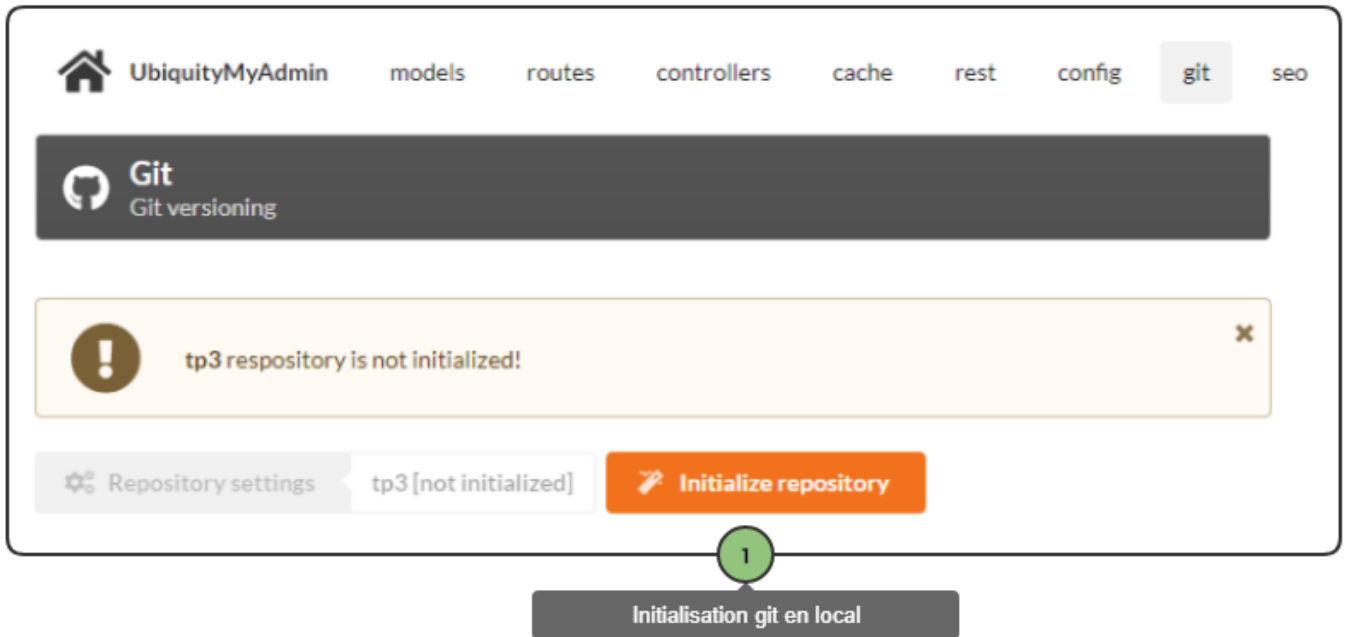 UbiquityMyAdmin models routes controllers cache rest config git seo
Git
Git versioning
tp3 respository is not initialized!
Repository settings tp3 [not initialized] Initialize repository
1
Initialisation git en local